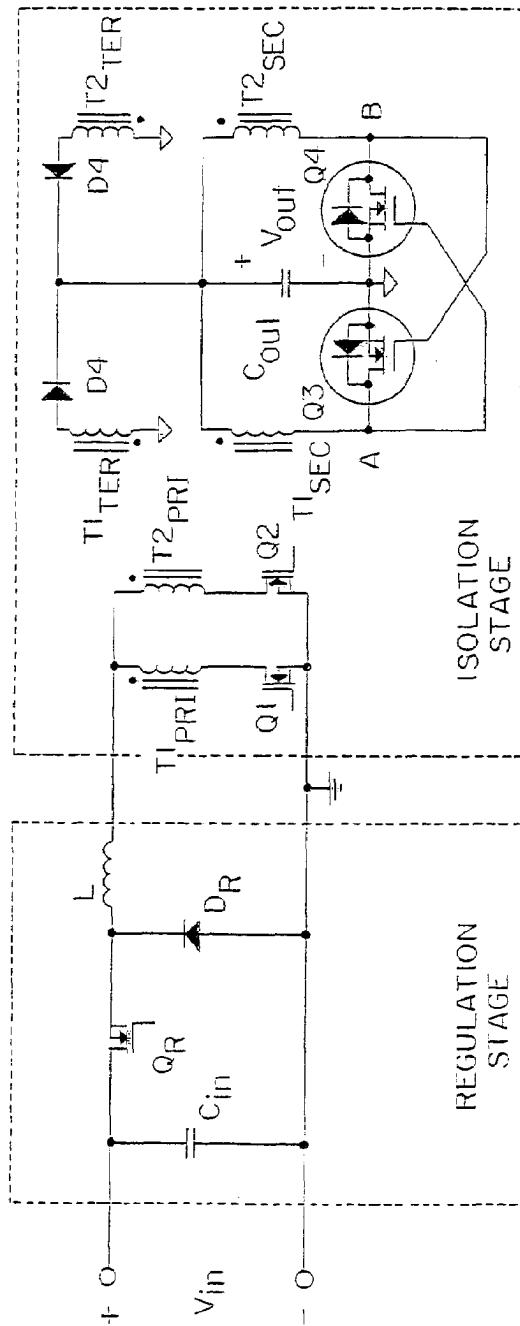 +
Vin
−
Cin
QR
DR
L
REGULATION
STAGE
T1PRI
T2PRI
Q1
Q2
T1TER
D4
D4
T2TER
T1SEC
T2SEC
Cout
+
Vout
−
Q3
Q4
A
B
ISOLATION
STAGE